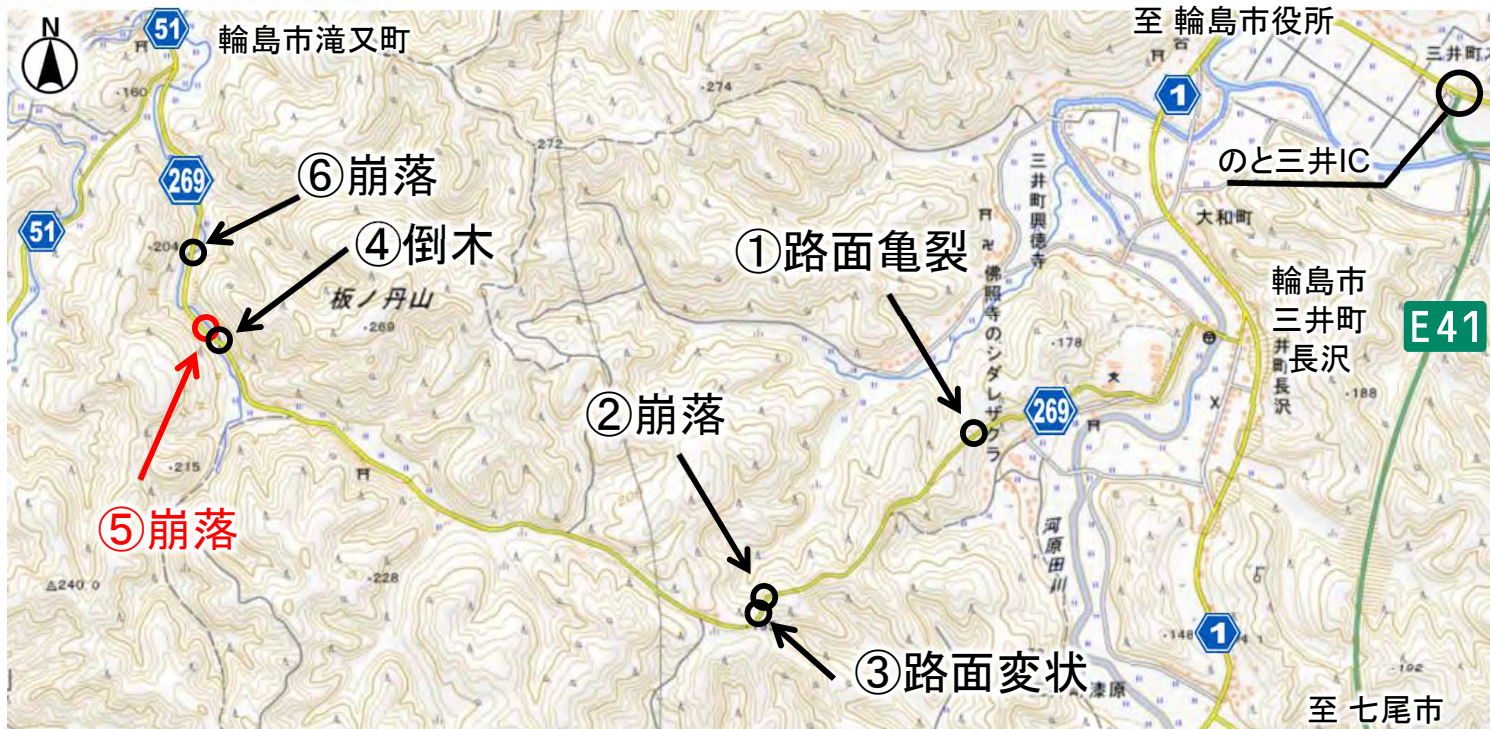 N
51
輪島市滝又町
至 輪島市役所
三井町
160
274
272
1
のと三井IC
269
⑥崩落
51
204
④倒木
①路面亀裂
三井町興徳寺
大和町
板ノ丹山
269
佛照寺のシダレザクラ
輪島市
三井町
長沢
E41
178
井町長沢
188
②崩落
269
215
⑤崩落
河原田川
240.0
228
③路面変状
148
1
192
漆原
至 七尾市